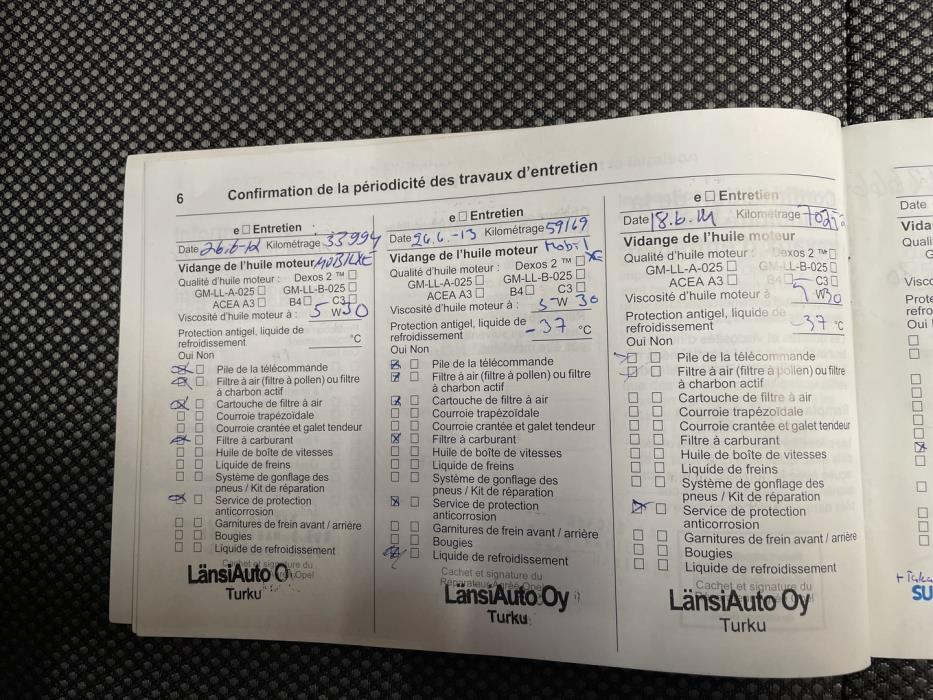 6 Confirmation de la périodicité des travaux d'entretien
e □ Entretien
Date 26.6-12 Kilométrage 33994
Vidange de l'huile moteur
Qualité d'huile moteur : Dexos 2 ™ □
GM-LL-A-025 □ GM-LL-B-025 □
ACEA A3 □ B4 □ C3 □
Viscosité d'huile moteur à : 5 W30
Protection antigel, liquide de
refroidissement °C
Oui Non
Pile de la télécommande
Filtre à air (filtre à pollen) ou filtre
à charbon actif
Cartouche de filtre à air
Courroie trapézoïdale
Courroie crantée et galet tendeur
Filtre à carburant
Huile de boîte de vitesses
Liquide de freins
Système de gonflage des
pneus / Kit de réparation
Service de protection
anticorrosion
Garnitures de frein avant / arrière
Bougies
Liquide de refroidissement
LänsiAuto
Turku
e □ Entretien
Date 26.6.-13 Kilométrage 59169
Vidange de l'huile moteur Mobil
Qualité d'huile moteur : Dexos 2 ™ □
GM-LL-A-025 □ GM-LL-B-025 □
ACEA A3 □ B4 □ C3 □
Viscosité d'huile moteur à : 5-W 30
Protection antigel, liquide de
refroidissement -37 °C
Oui Non
Pile de la télécommande
Filtre à air (filtre à pollen) ou filtre
à charbon actif
Cartouche de filtre à air
Courroie trapézoïdale
Courroie crantée et galet tendeur
Filtre à carburant
Huile de boîte de vitesses
Liquide de freins
Système de gonflage des
pneus / Kit de réparation
Service de protection
anticorrosion
Garnitures de frein avant / arrière
Bougies
Liquide de refroidissement
Cachet et signature du
Réparateur Agréé Opel
LänsiAuto Oy
Turku
e □ Entretien
Date 18.6.14 Kilométrage
Vidange de l'huile moteur
Qualité d'huile moteur : Dexos 2 ™ □
GM-LL-A-025 □ GM-LL-B-025 □
ACEA A3 □ B4 □ C3 □
Viscosité d'huile moteur à 5 W30
Protection antigel, liquide de
refroidissement -37 °C
Oui Non
Pile de la télécommande
Filtre à air (filtre à pollen) ou filtre
à charbon actif
Cartouche de filtre à air
Courroie trapézoïdale
Courroie crantée et galet tendeur
Filtre à carburant
Huile de boîte de vitesses
Liquide de freins
Système de gonflage des
pneus / Kit de réparation
Service de protection
anticorrosion
Garnitures de frein avant / arrière
Bougies
Liquide de refroidissement
Cachet et signature du
LänsiAuto Oy
Turku
Date
Vida
Quali
G
Visco
Prote
refro
Oui
SU